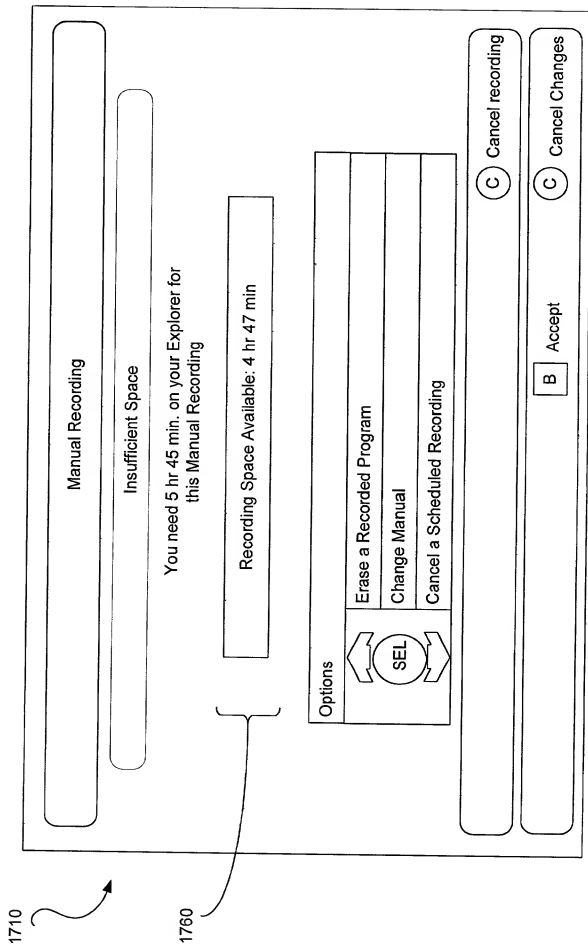 1710
Manual Recording
Insufficient Space
You need 5 hr 45 min. on your Explorer for
this Manual Recording
1760
Recording Space Available: 4 hr 47 min
Options
SEL
Erase a Recorded Program
Change Manual
Cancel a Scheduled Recording
C Cancel recording
B Accept
C Cancel Changes